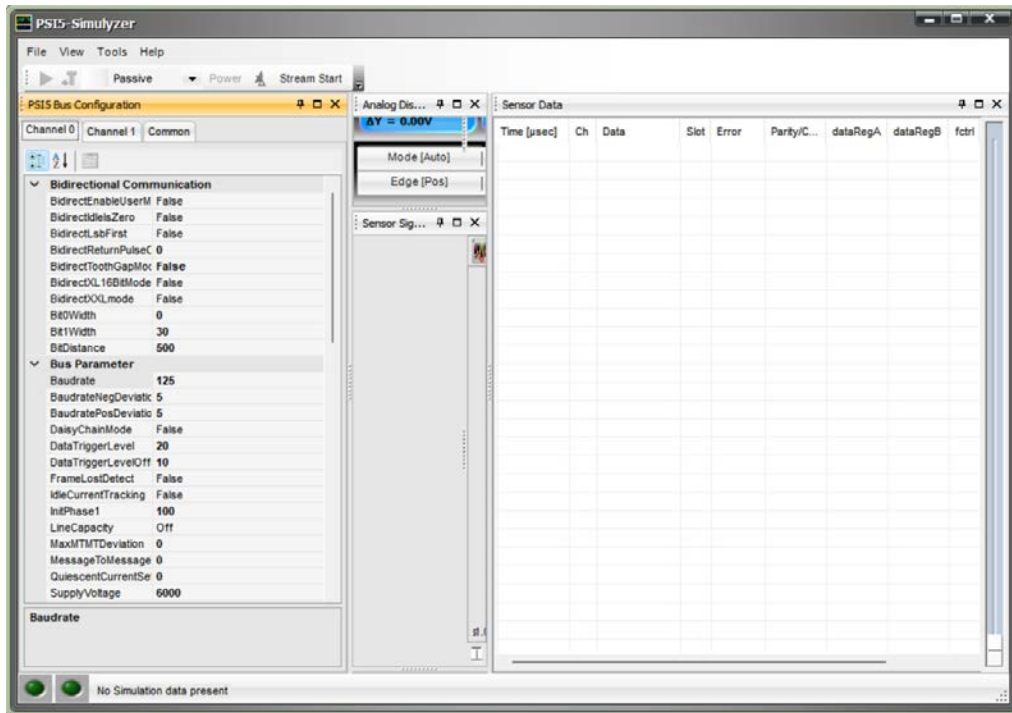 PSI5-Simulyzer
File View Tools Help
Passive Power Stream Start
PSI5 Bus Configuration
Channel 0 Channel 1 Common
Bidirectional Communication
BidirectEnableUserM False
BidirectIdleIsZero False
BidirectLsbFirst False
BidirectReturnPulseC 0
BidirectToothGapMoc False
BidirectXL16BitMode False
BidirectXXLmode False
Bit0Width 0
Bit1Width 30
BitDistance 500
Bus Parameter
Baudrate 125
BaudrateNegDeviatic 5
BaudratePosDeviatio 5
DaisyChainMode False
DataTriggerLevel 20
DataTriggerLevelOff 10
FrameLostDetect False
IdleCurrentTracking False
InitPhase1 100
LineCapacity Off
MaxMTMTDeviation 0
MessageToMessage 0
QuiescentCurrentSe 0
SupplyVoltage 6000
Baudrate
Analog Dis...
ΔY = 0.00V
Mode [Auto]
Edge [Pos]
Sensor Sig...
Sensor Data
Time [µsec] Ch Data Slot Error Parity/C... dataRegA dataRegB fctrl
No Simulation data present